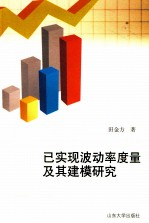 田金方 著
已实现波动率度量
及其建模研究
山东大学出版社